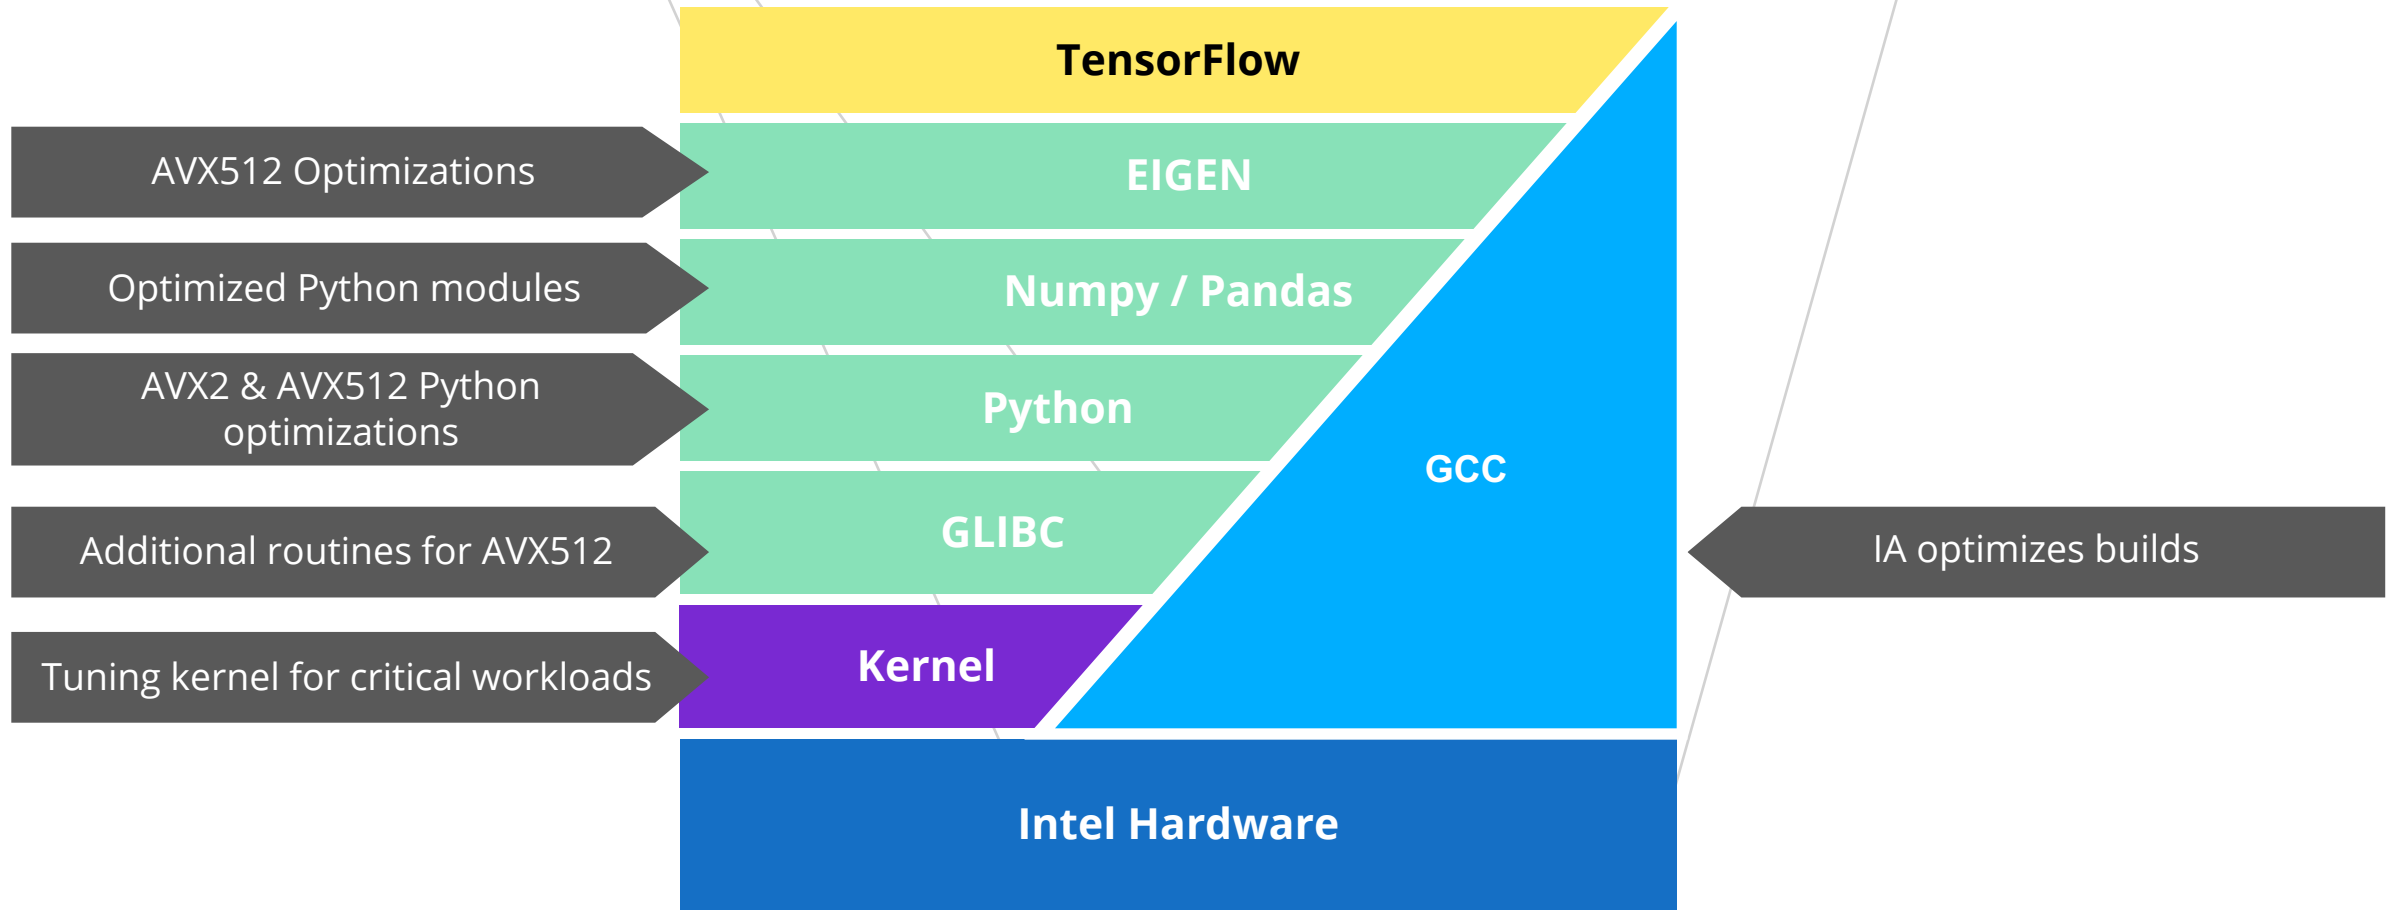 TensorFlow
AVX512 Optimizations
EIGEN
Optimized Python modules
Numpy / Pandas
AVX2 & AVX512 Python
optimizations
Python
GCC
Additional routines for AVX512
GLIBC
IA optimizes builds
Tuning kernel for critical workloads
Kernel
Intel Hardware